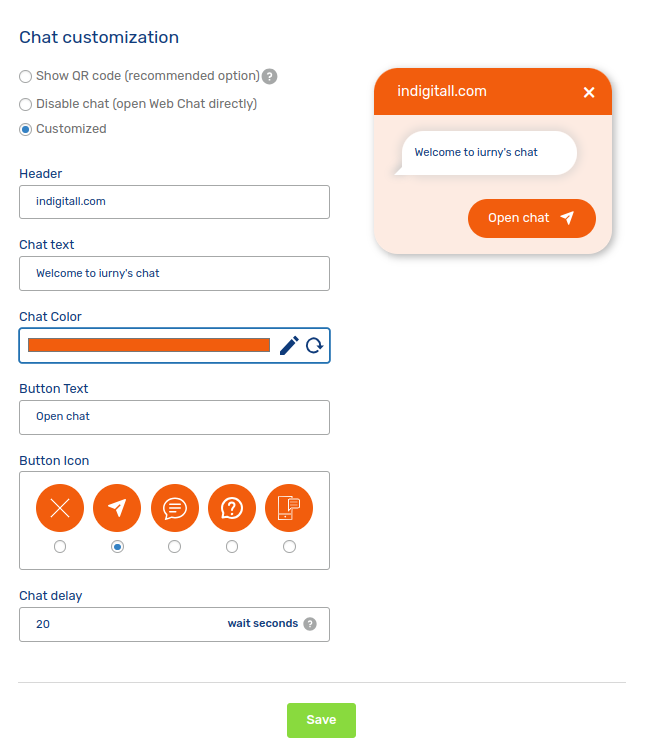 Chat customization
Show QR code (recommended option) ?
Disable chat (open Web Chat directly)
Customized
Header
indigitall.com
Chat text
Welcome to iurny's chat
Chat Color
Button Text
Open chat
Button Icon
?
Chat delay
20 wait seconds ?
Save
indigitall.com
Welcome to iurny's chat
Open chat